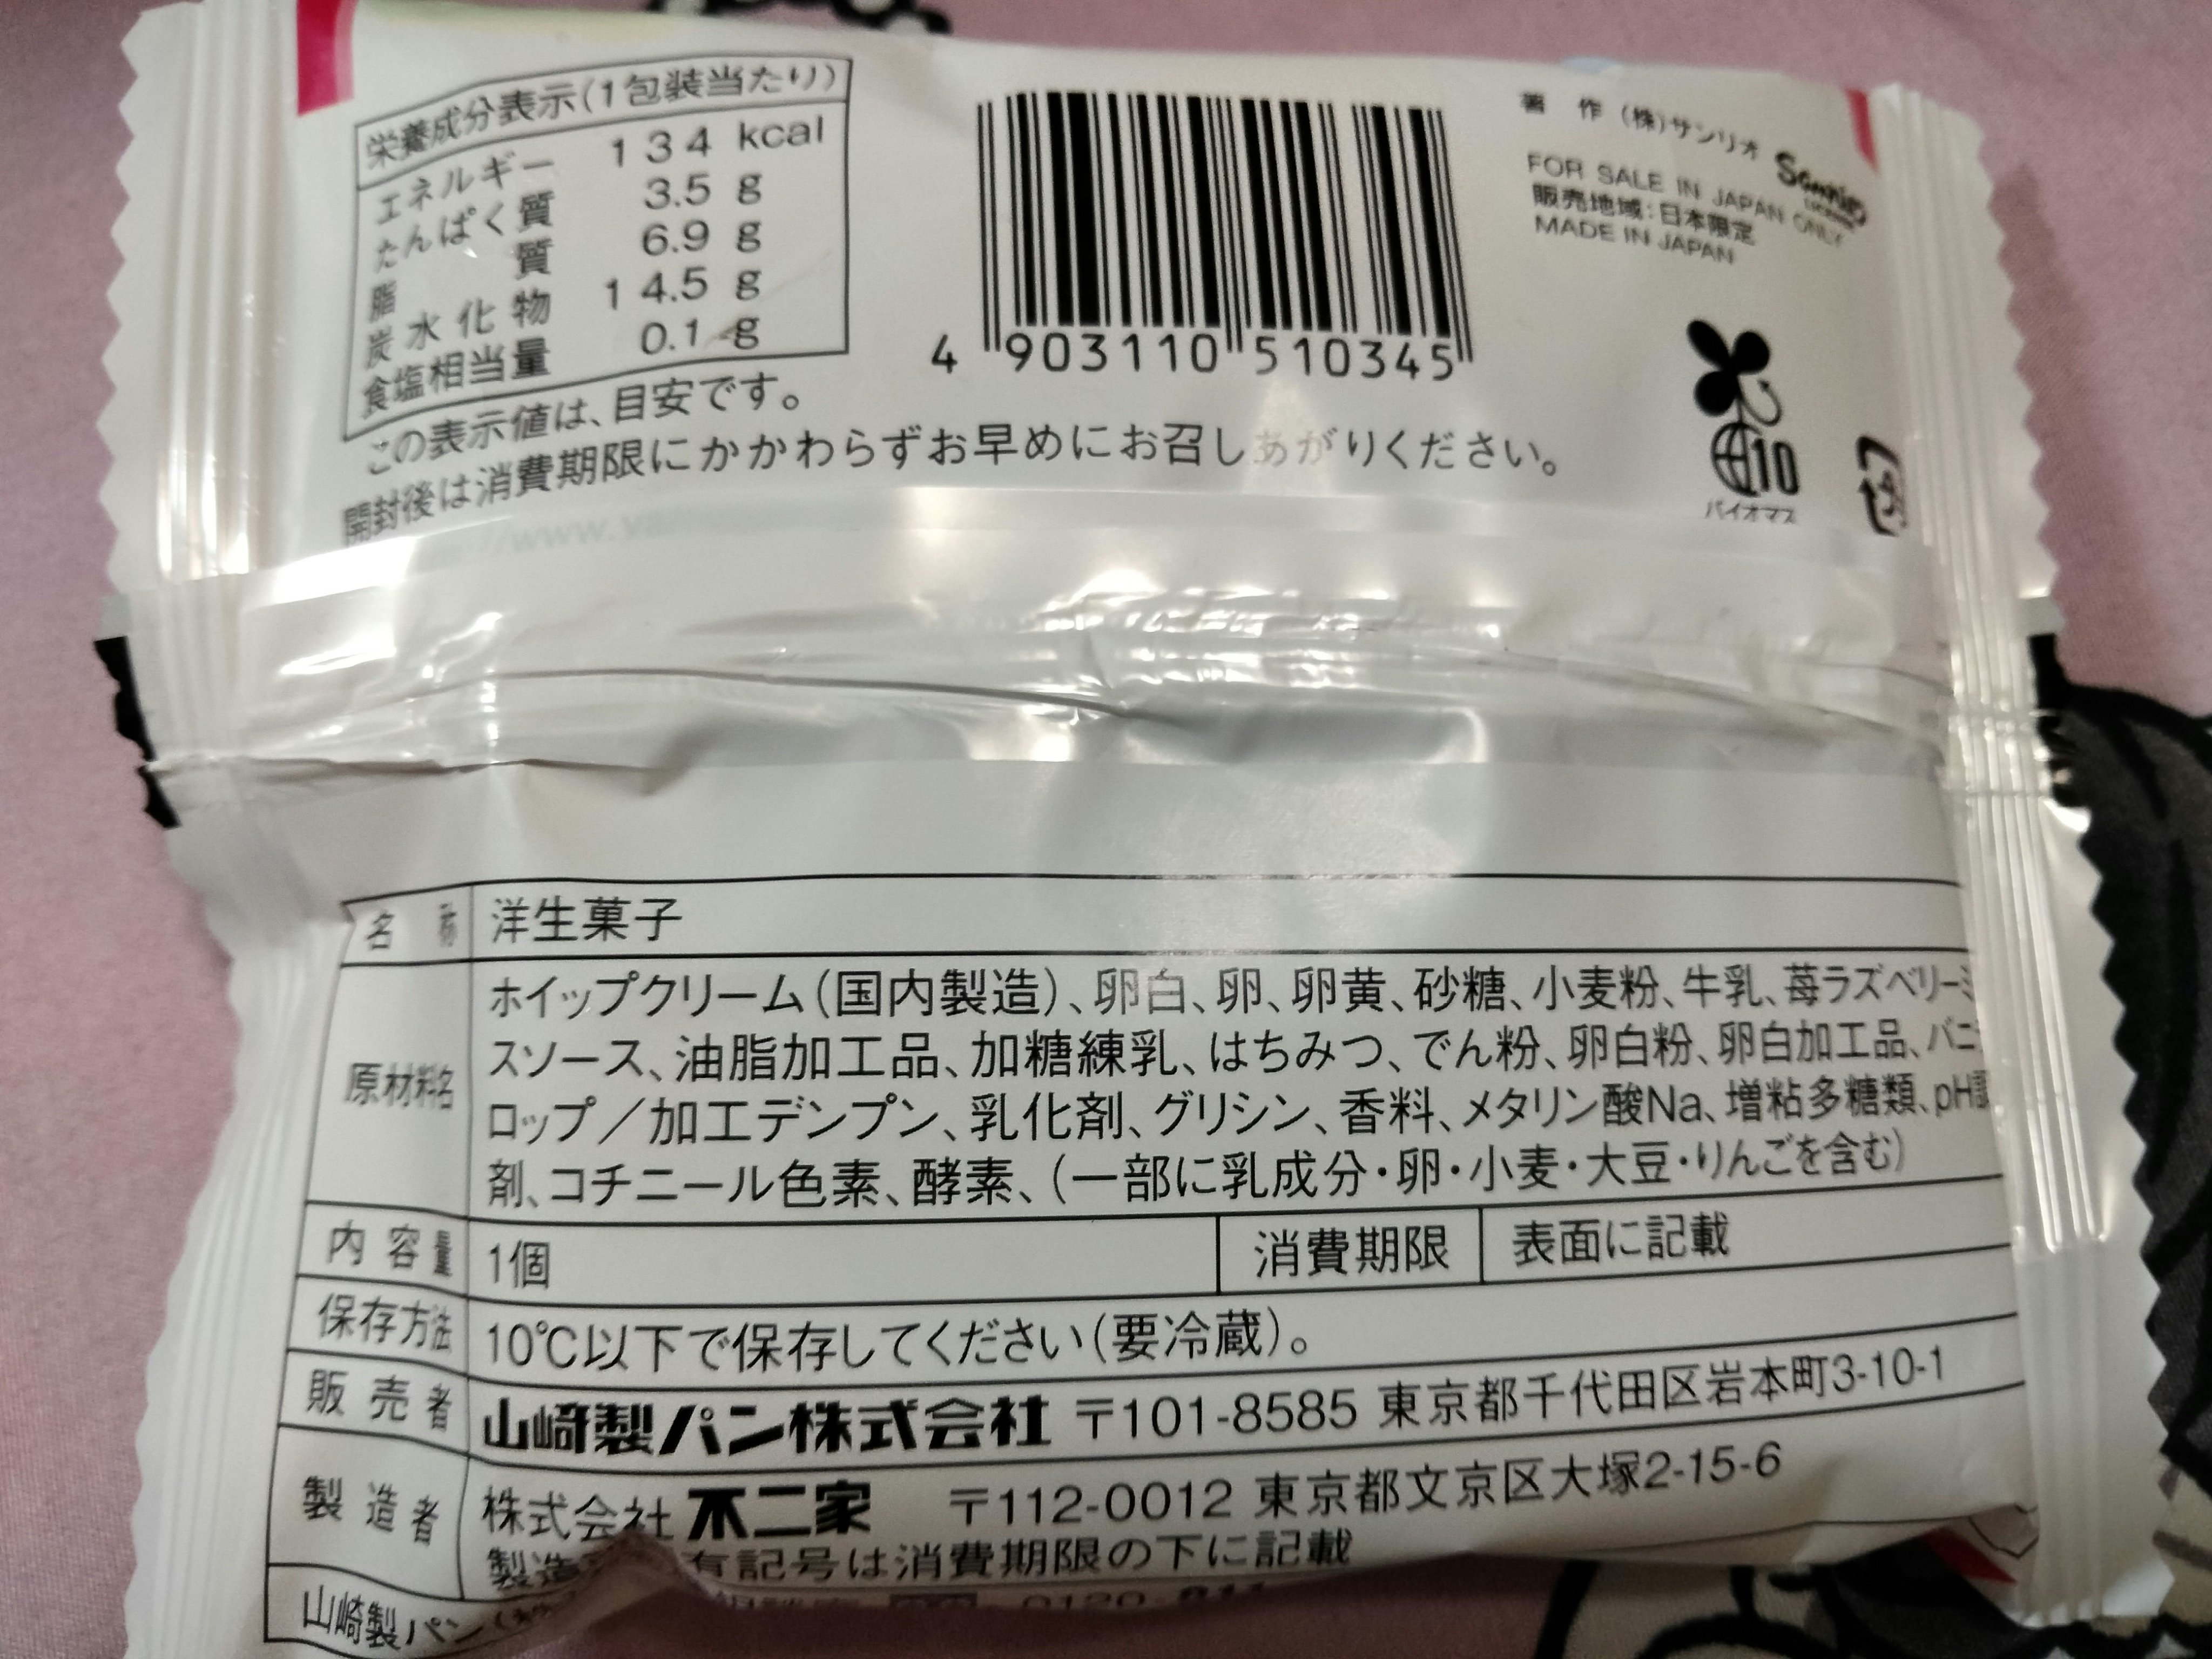 栄養成分表示(1包装当たり)
エネルギー 134 kcal
たんぱく質 3.5 g
脂質 6.9 g
炭水化物 14.5 g
食塩相当量 0.1 g
この表示値は、目安です。
開封後は消費期限にかかわらずお早めにお召しあがりください。
4 903110 510345
著作 (株)サンリオ
Sanrio
FOR SALE IN JAPAN ONLY
販売地域:日本限定
MADE IN JAPAN
10
バイオマス
www.ya
名称 洋生菓子
原材料名 ホイップクリーム(国内製造)、卵白、卵、卵黄、砂糖、小麦粉、牛乳、苺ラズベリー
スソース、油脂加工品、加糖練乳、はちみつ、でん粉、卵白粉、卵白加工品、バニ
ロップ/加工デンプン、乳化剤、グリシン、香料、メタリン酸Na、増粘多糖類、pH調
剤、コチニール色素、酵素、(一部に乳成分・卵・小麦・大豆・りんごを含む)
内容量 1個 消費期限 表面に記載
保存方法 10℃以下で保存してください(要冷蔵)。
販売者 山崎製パン株式会社 〒101-8585 東京都千代田区岩本町3-10-1
製造者 株式会社 不二家 〒112-0012 東京都文京区大塚2-15-6
製造 有記号は消費期限の下に記載
山崎製パン 0120-811